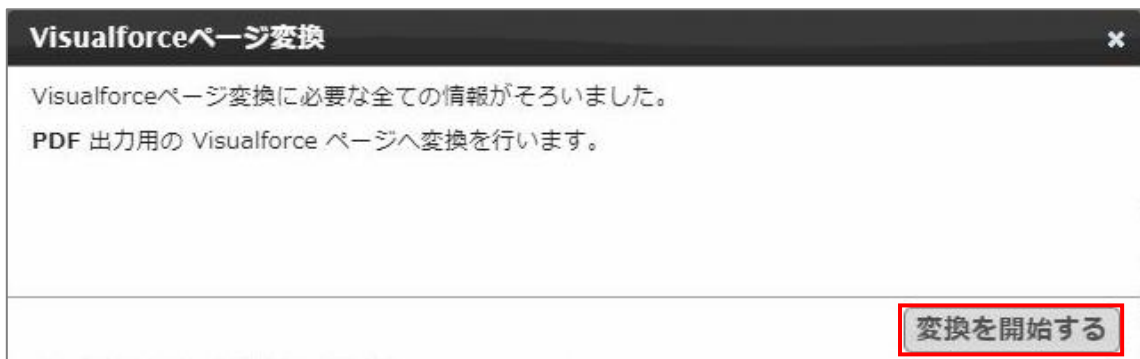 Visualforceページ変換
Visualforceページ変換に必要な全ての情報がそろいました。
PDF 出力用の Visualforce ページへ変換を行います。
変換を開始する